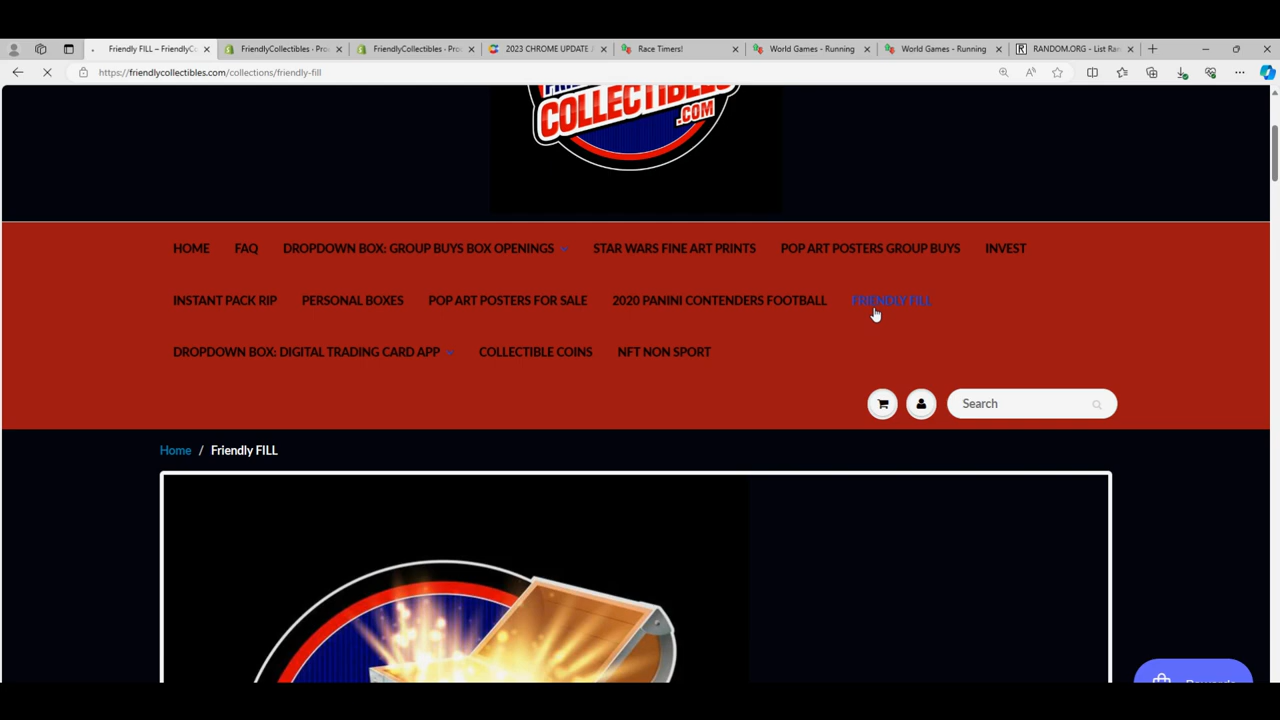 Friendly FILL – FriendlyCo
FriendlyCollectibles - Pro
FriendlyCollectibles - Pro
2023 CHROME UPDATE
Race Timers!
World Games - Running
World Games - Running
RANDOM.ORG - List Ran
https://friendlycollectibles.com/collections/friendly-fill
COLLECTIBLES
.COM
HOME FAQ DROPDOWN BOX: GROUP BUYS BOX OPENINGS STAR WARS FINE ART PRINTS POP ART POSTERS GROUP BUYS INVEST
INSTANT PACK RIP PERSONAL BOXES POP ART POSTERS FOR SALE 2020 PANINI CONTENDERS FOOTBALL FRIENDLY FILL
DROPDOWN BOX: DIGITAL TRADING CARD APP COLLECTIBLE COINS NFT NON SPORT
Search
Home / Friendly FILL
Rewards